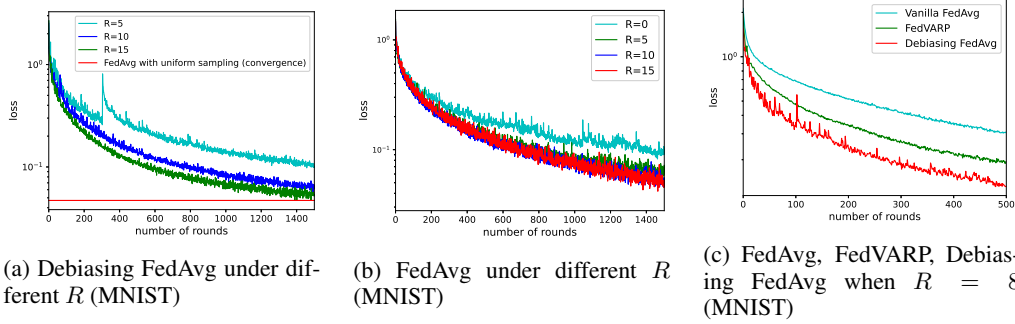 R=5
R=10
R=15
FedAvg with uniform sampling (convergence)
10^0
10^{-1}
loss
0 200 400 600 800 1000 1200 1400
number of rounds
(a) Debiasing FedAvg under dif-
ferent R (MNIST)
R=0
R=5
R=10
R=15
10^0
10^{-1}
loss
0 200 400 600 800 1000 1200 1400
number of rounds
(b) FedAvg under different R
(MNIST)
Vanilla FedAvg
FedVARP
Debiasing FedAvg
10^0
loss
0 100 200 300 400 500
number of rounds
(c) FedAvg, FedVARP, Debias-
ing FedAvg when R = 8
(MNIST)